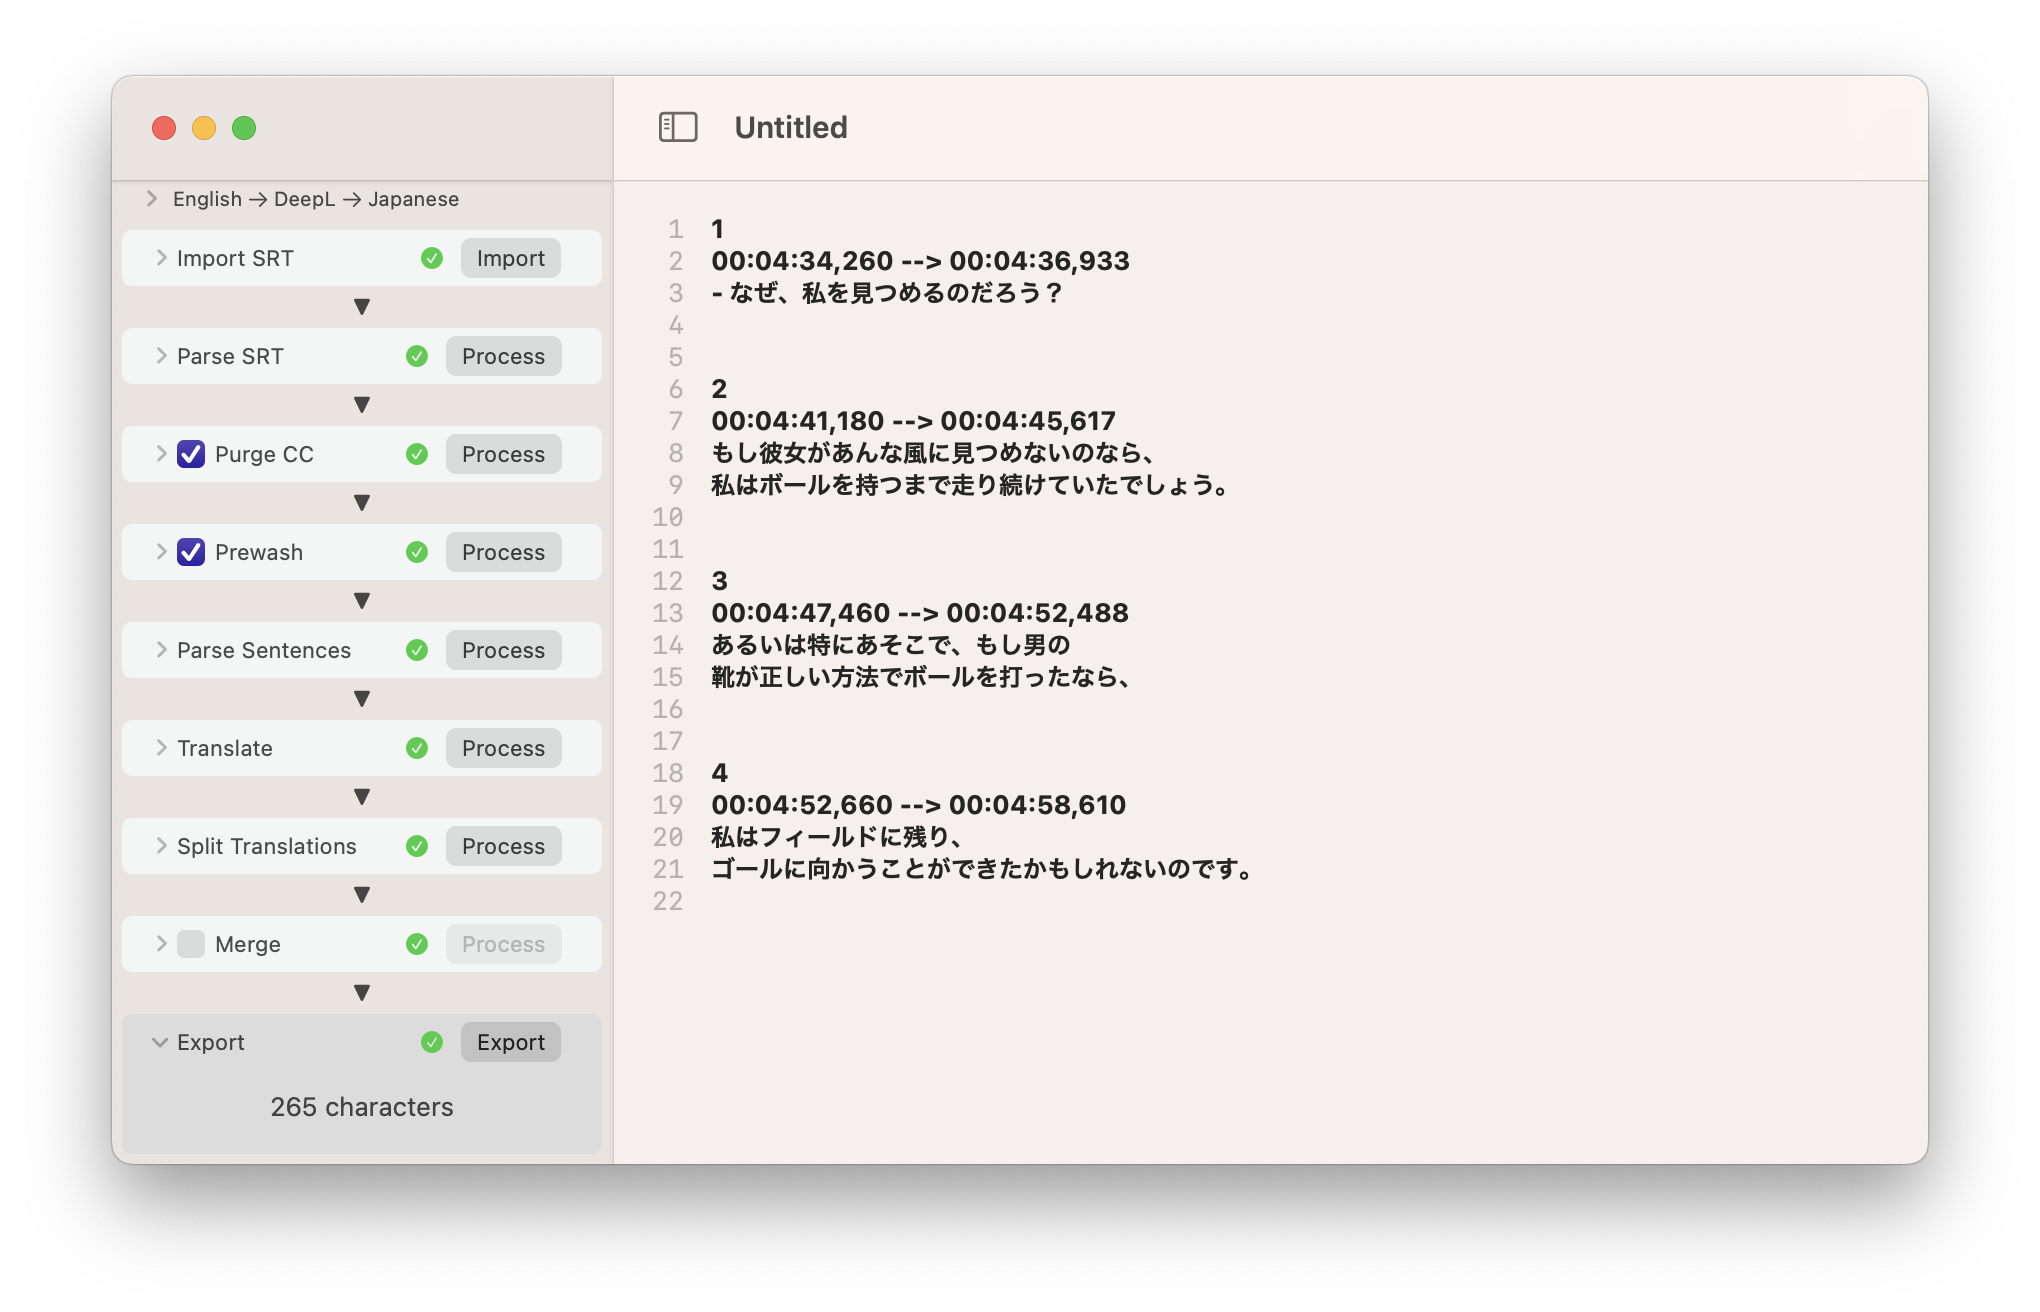 Untitled
English → DeepL → Japanese
Import SRT Import
Parse SRT Process
Purge CC Process
Prewash Process
Parse Sentences Process
Translate Process
Split Translations Process
Merge Process
Export Export
265 characters
1 1
2 00:04:34,260 --> 00:04:36,933
3 - なぜ、私を見つめるのだろう？
4
5
6 2
7 00:04:41,180 --> 00:04:45,617
8 もし彼女があんな風に見つめないのなら、
9 私はボールを持つまで走り続けていたでしょう。
10
11
12 3
13 00:04:47,460 --> 00:04:52,488
14 あるいは特にあそこで、もし男の
15 靴が正しい方法でボールを打ったなら、
16
17
18 4
19 00:04:52,660 --> 00:04:58,610
20 私はフィールドに残り、
21 ゴールに向かうことができたかもしれないのです。
22